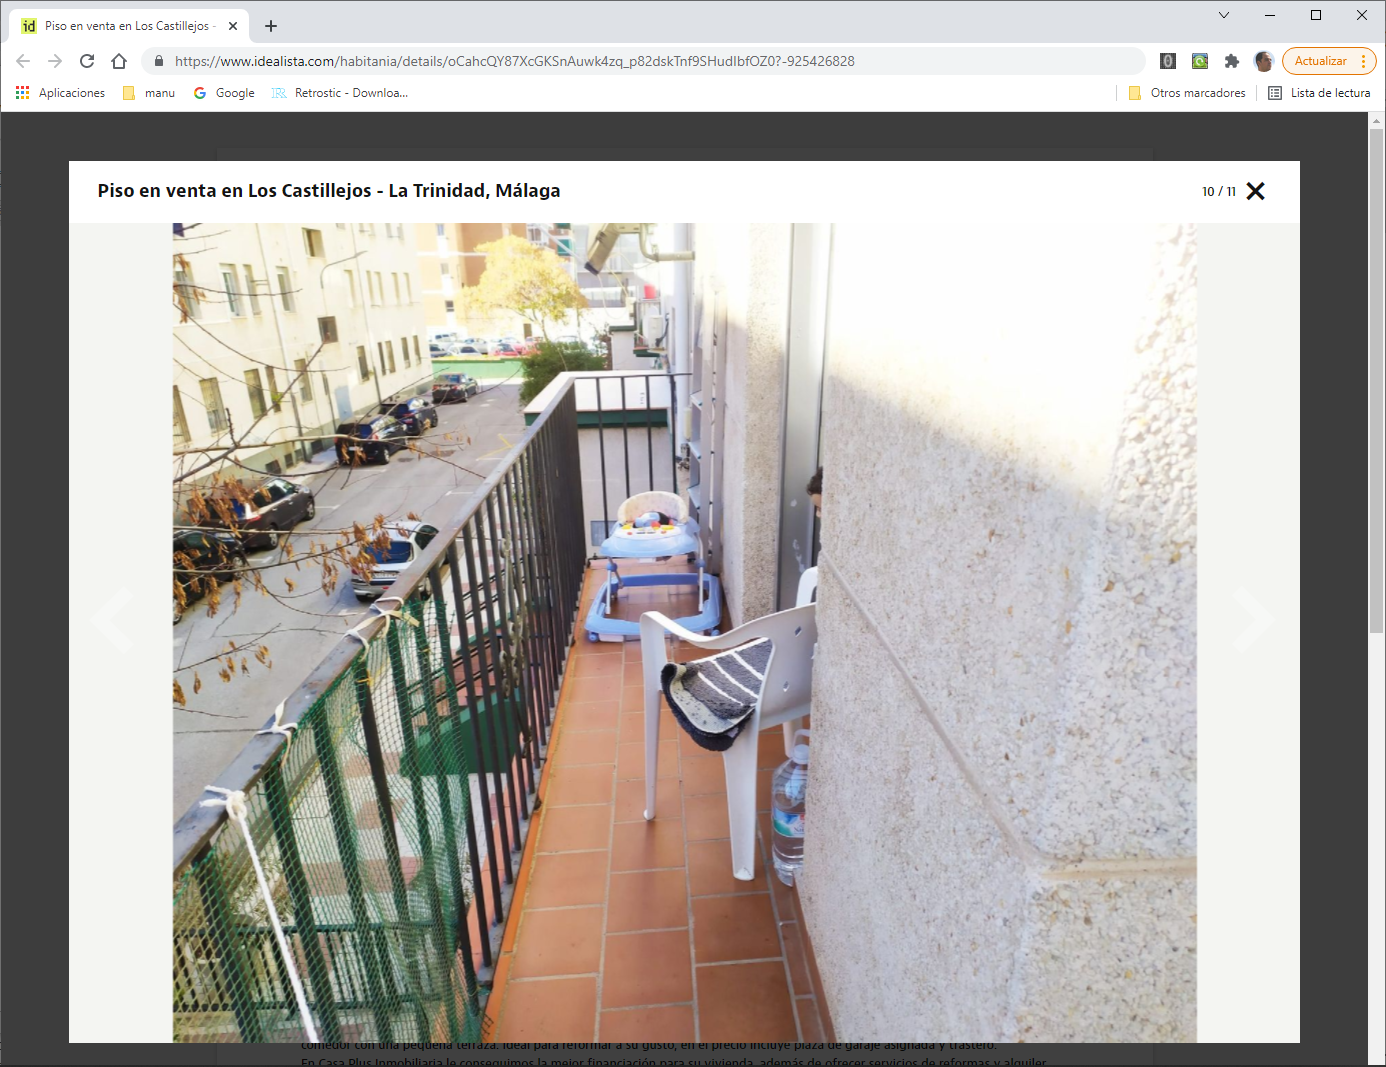 id Piso en venta en Los Castillejos -
https://www.idealista.com/habitania/details/oCahcQY87XcGKSnAuwk4zq_p82dskTnf9SHudIbfOZ0?-925426828
Actualizar
Aplicaciones manu Google Retrostic - Downloa... Otros marcadores Lista de lectura
Piso en venta en Los Castillejos - La Trinidad, Málaga 10 / 11
comedor con una pequeña terraza. Ideal para reformar a su gusto, en el precio incluye plaza de garaje asignada y trastero.
En Casa Plus Inmobiliaria le conseguimos la mejor financiación para su vivienda, además de ofrecer servicios de reformas y alquiler